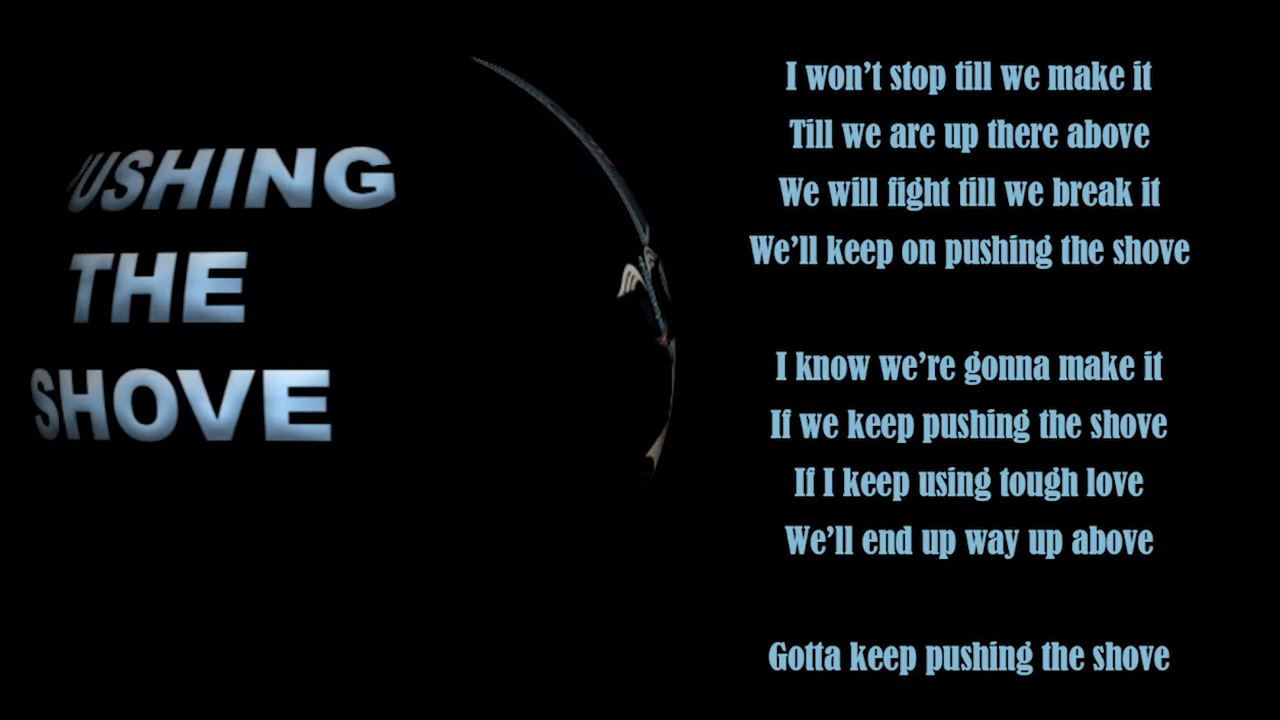 PUSHING
THE
SHOVE
I won’t stop till we make it
Till we are up there above
We will fight till we break it
We’ll keep on pushing the shove
I know we’re gonna make it
If we keep pushing the shove
If I keep using tough love
We’ll end up way up above
Gotta keep pushing the shove